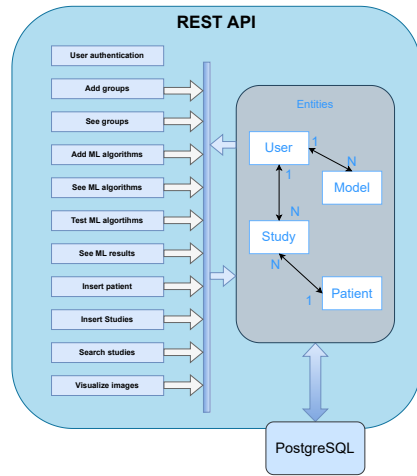 REST API
User authentication
Add groups
See groups
Add ML algorithms
See ML algorithms
Test ML algortihms
See ML results
Insert patient
Insert Studies
Search studies
Visualize images
Entities
User
1
N
1
Model
N
Study
N
1
Patient
PostgreSQL